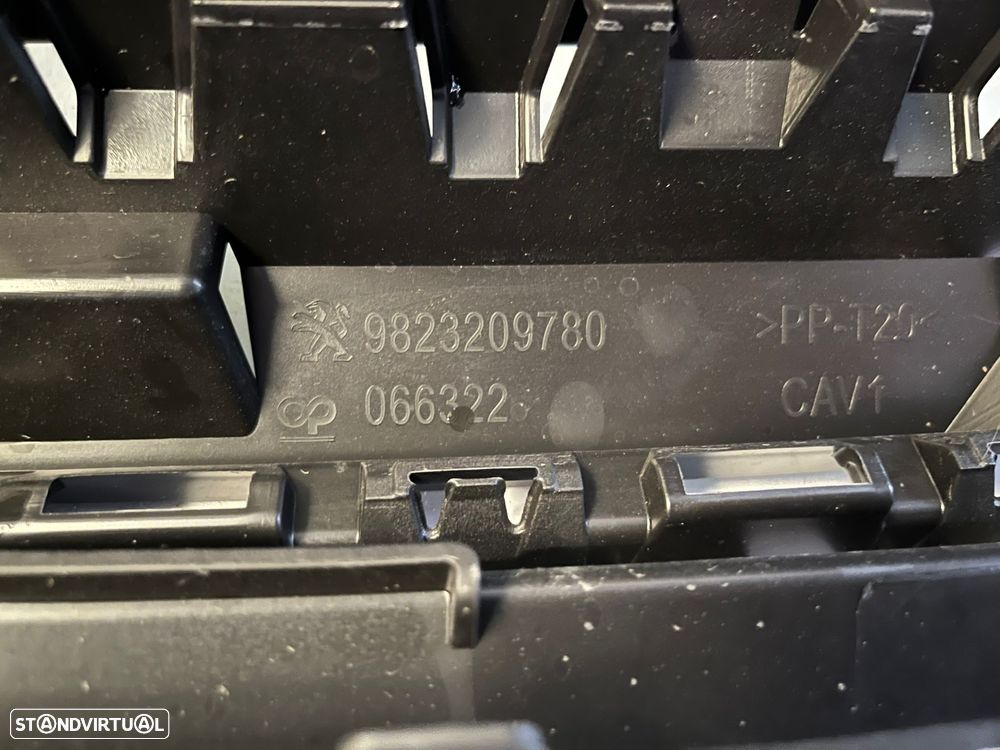 9823209780
>PP-T20<
066322
CAV1
STANDVIRTUAL